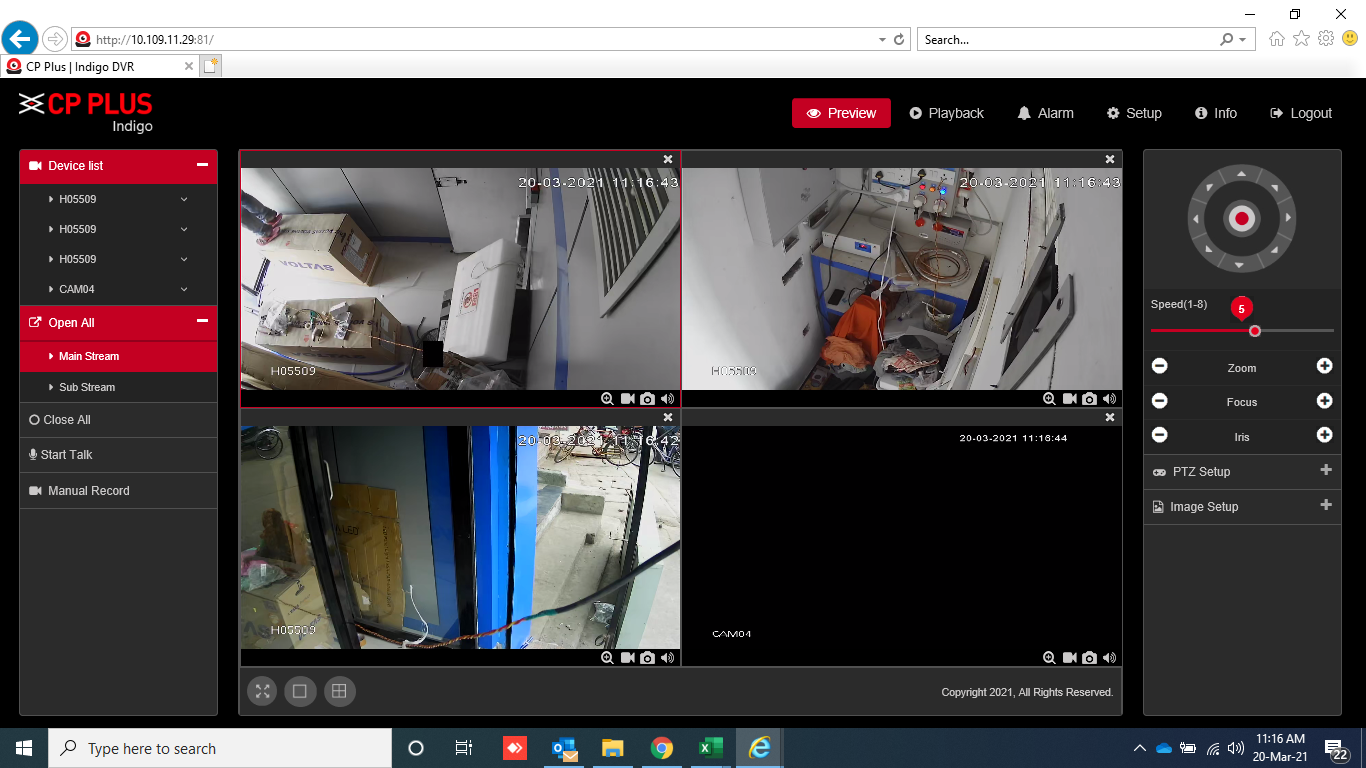 http://10.109.11.29:81/
Search...
CP Plus | Indigo DVR
CP PLUS
Indigo
Preview
Playback
Alarm
Setup
Info
Logout
Device list
H05509
H05509
H05509
CAM04
Open All
Main Stream
Sub Stream
Close All
Start Talk
Manual Record
20-03-2021 11:16:43
VOLTAS
H05509
20-03-2021 11:16:43
H05509
20-03-2021 11:16:42
H05509
20-03-2021 11:16:44
CAM04
Speed(1-8)
5
Zoom
Focus
Iris
PTZ Setup
Image Setup
Copyright 2021, All Rights Reserved.
Type here to search
11:16 AM
20-Mar-21
22